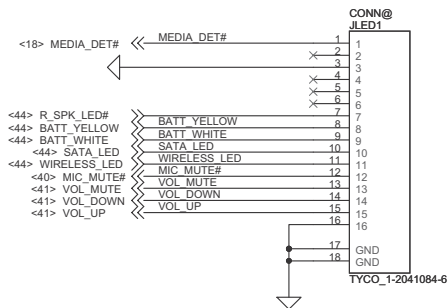 CONN@
JLED1
<18> MEDIA_DET# MEDIA_DET# 1 1
2 2
3 3
4 4
5 5
6 6
<44> R_SPK_LED# 7 7
<44> BATT_YELLOW BATT_YELLOW 8 8
<44> BATT_WHITE BATT_WHITE 9 9
<44> SATA_LED SATA_LED 10 10
<44> WIRELESS_LED WIRELESS_LED 11 11
<40> MIC_MUTE# MIC_MUTE# 12 12
<41> VOL_MUTE VOL_MUTE 13 13
<41> VOL_DOWN VOL_DOWN 14 14
<41> VOL_UP VOL_UP 15 15
16 16
17 GND
18 GND
TYCO_1-2041084-6